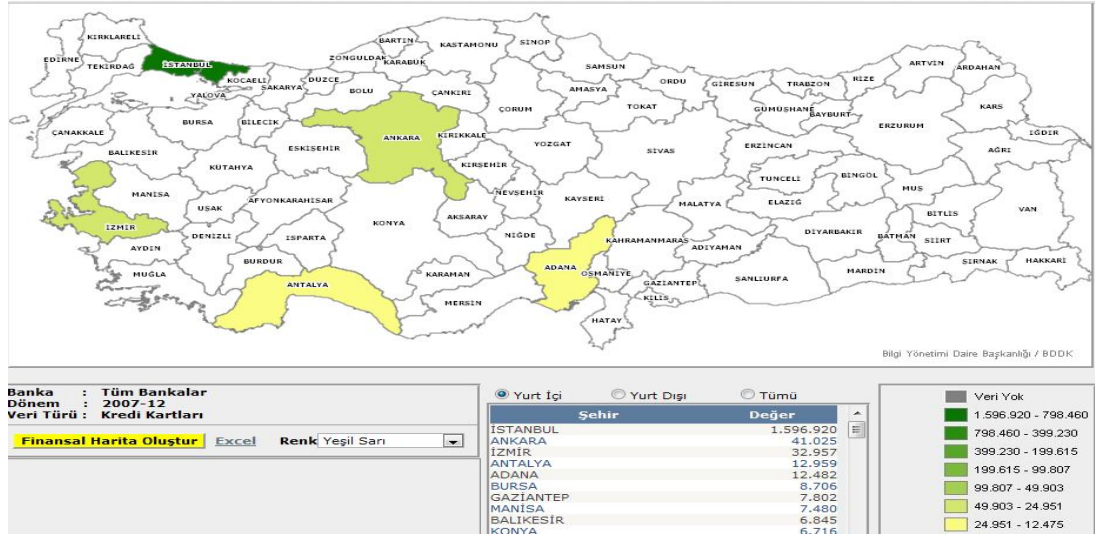 KIRKLARELİ
EDİRNE
TEKİRDAĞ
İSTANBUL
KOCAELİ
YALOVA
SAKARYA
DÜZCE
ZONGULDAK
BARTIN
KARABÜK
KASTAMONU
SİNOP
SAMSUN
ORDU
GİRESUN
TRABZON
RİZE
ARTVİN
ARDAHAN
BOLU
ÇANKIRI
ÇORUM
AMASYA
TOKAT
GÜMÜŞHANE
BAYBURT
ERZURUM
KARS
IĞDIR
ÇANAKKALE
BURSA
BİLECİK
ESKİŞEHİR
ANKARA
KIRIKKALE
YOZGAT
SİVAS
ERZİNCAN
AĞRI
BALIKESİR
KÜTAHYA
KIRŞEHİR
NEVŞEHİR
KAYSERİ
MALATYA
TUNCELİ
ELAZIĞ
BİNGÖL
MUŞ
BİTLİS
VAN
MANİSA
UŞAK
AFYONKARAHİSAR
İZMİR
AYDIN
DENİZLİ
ISPARTA
KONYA
AKSARAY
NİĞDE
KAHRAMANMARAŞ
ADIYAMAN
DİYARBAKIR
BATMAN
SİİRT
ŞIRNAK
HAKKARİ
MUĞLA
BURDUR
ANTALYA
KARAMAN
MERSİN
ADANA
OSMANİYE
GAZİANTEP
KİLİS
ŞANLIURFA
MARDİN
HATAY
Bilgi Yönetimi Daire Başkanlığı / BDDK
Banka : Tüm Bankalar
Dönem : 2007-12
Veri Türü : Kredi Kartları
Finansal Harita Oluştur Excel Renk Yeşil Sarı
Yurt İçi Yurt Dışı Tümü
Şehir Değer
İSTANBUL 1.596.920
ANKARA 41.025
İZMİR 32.957
ANTALYA 12.959
ADANA 12.482
BURSA 8.706
GAZİANTEP 7.802
MANİSA 7.480
BALIKESİR 6.845
KONYA 6.716
Veri Yok
1.596.920 - 798.460
798.460 - 399.230
399.230 - 199.615
199.615 - 99.807
99.807 - 49.903
49.903 - 24.951
24.951 - 12.475